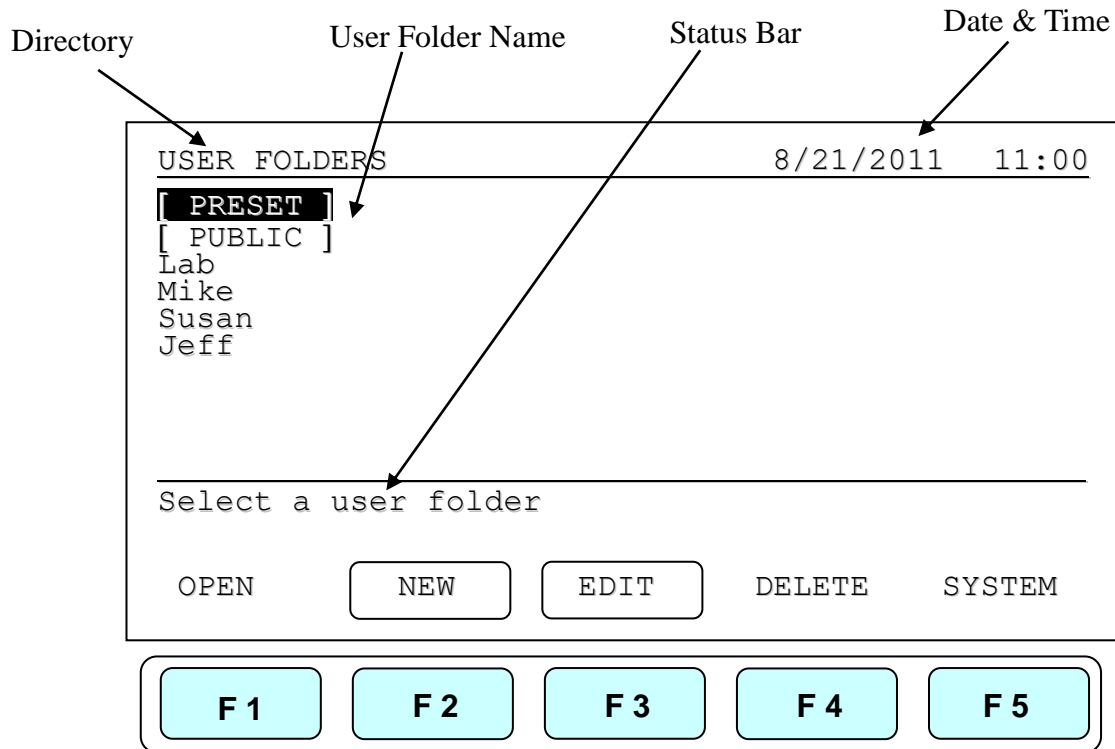 Directory User Folder Name Status Bar Date & Time
USER FOLDERS 8/21/2011 11:00
[ PRESET ]
[ PUBLIC ]
Lab
Mike
Susan
Jeff
Select a user folder
OPEN NEW EDIT DELETE SYSTEM
F 1 F 2 F 3 F 4 F 5